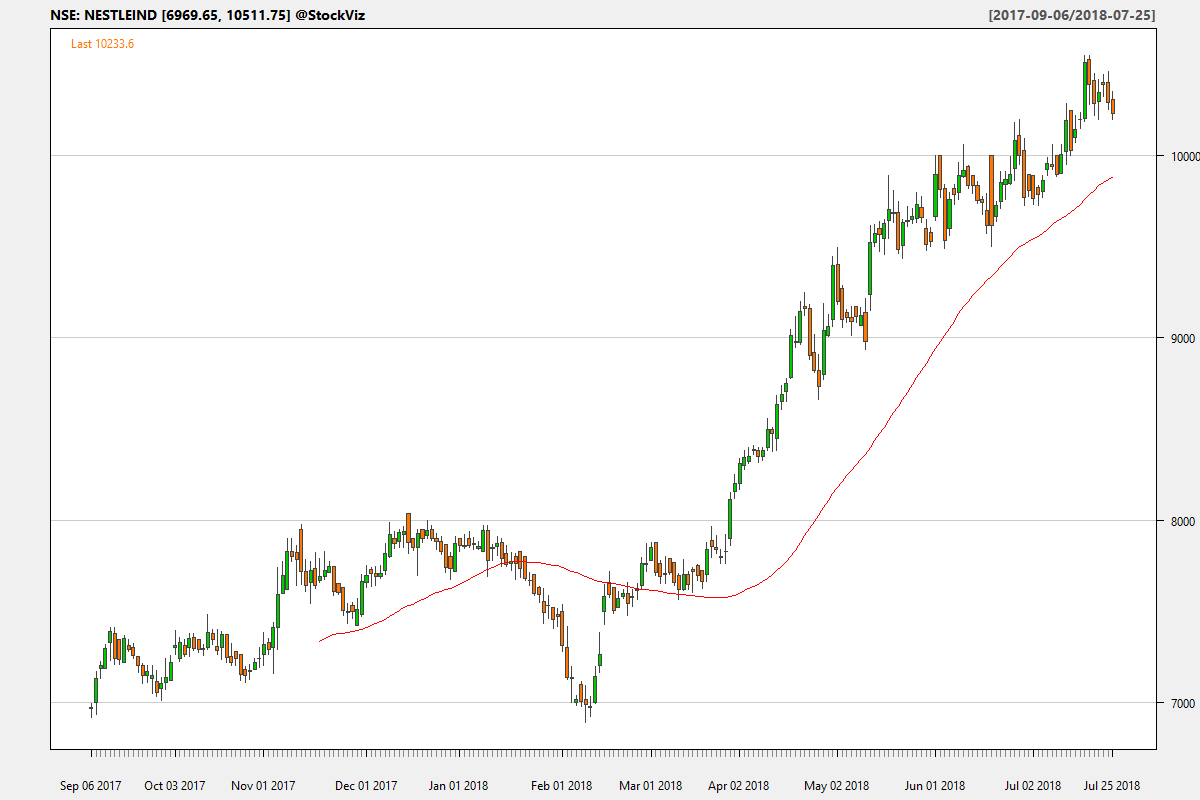 NSE: NESTLEIND [6969.65, 10511.75] @StockViz
[2017-09-06/2018-07-25]
Last 10233.6
10000
9000
8000
7000
Sep 06 2017 Oct 03 2017 Nov 01 2017 Dec 01 2017 Jan 01 2018 Feb 01 2018 Mar 01 2018 Apr 02 2018 May 02 2018 Jun 01 2018 Jul 02 2018 Jul 25 2018